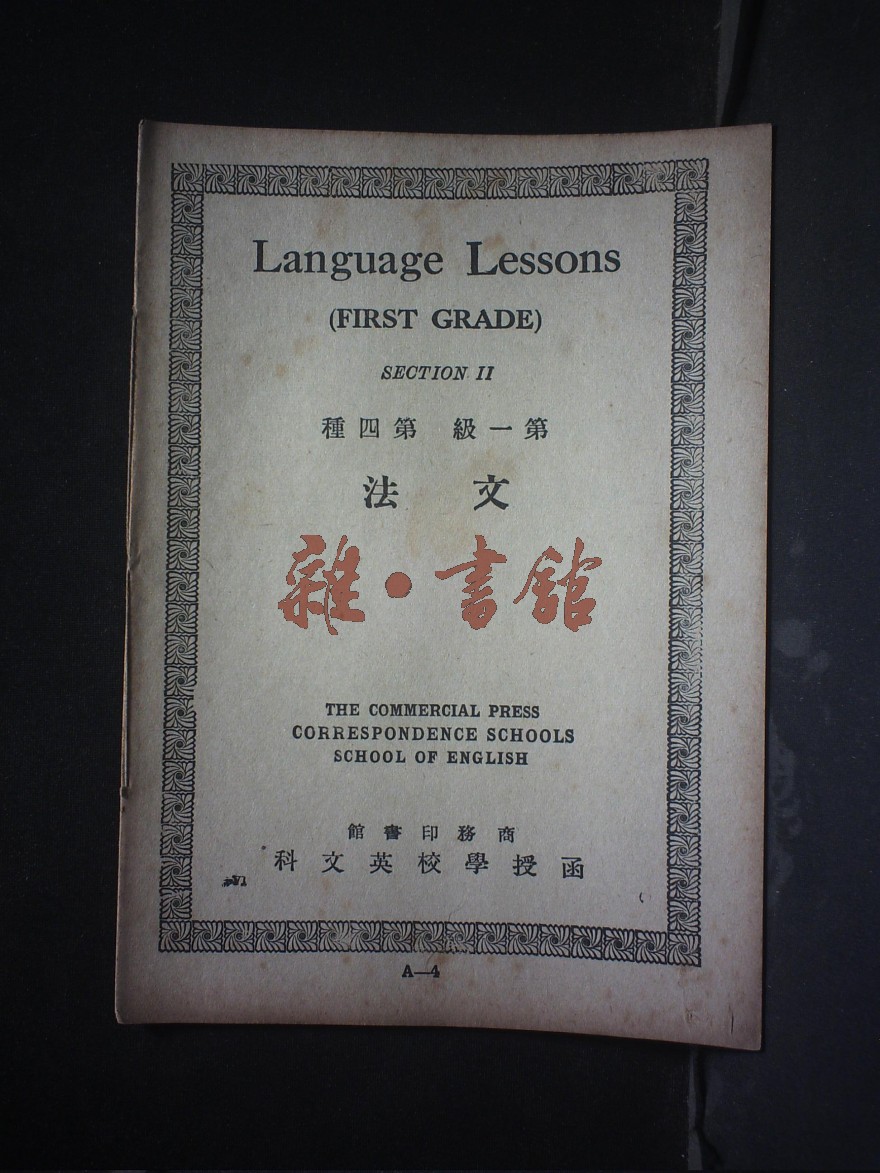 Language Lessons
(FIRST GRADE)
SECTION II
第一級 第四種
文法
雜·書館
THE COMMERCIAL PRESS
CORRESPONDENCE SCHOOLS
SCHOOL OF ENGLISH
商務印書館
函授學校英文科
A—4